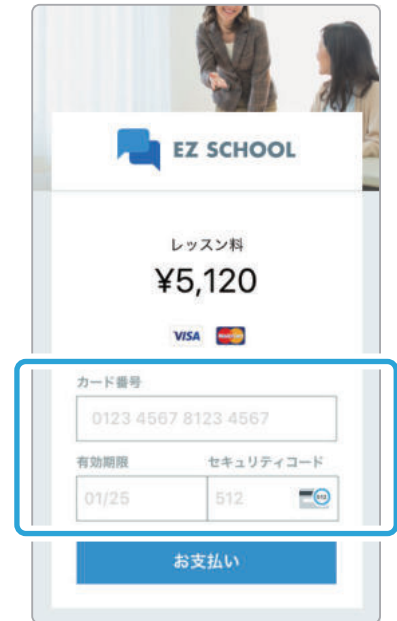 EZ SCHOOL
レッスン料
¥5,120
VISA
カード番号
0123 4567 8123 4567
有効期限 セキュリティコード
01/25 512
お支払い